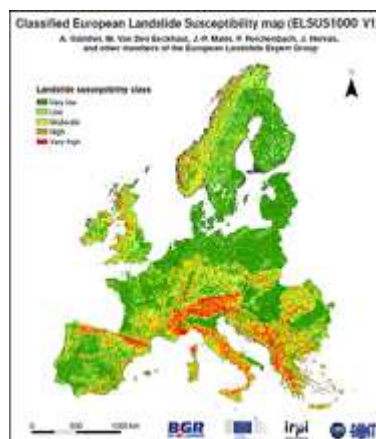 Classified European Landslide Susceptibility map (ELSUS1000 V1
A. Günther, M. Van Den Eeckhaut, J.-P. Malet, P. Reichenbach, J. Hervás,
and other members of the European Landslide Expert Group
N
Landslide susceptibility class
Very low
Low
Moderate
High
Very high
0 500 1000 km
BGR
irpi